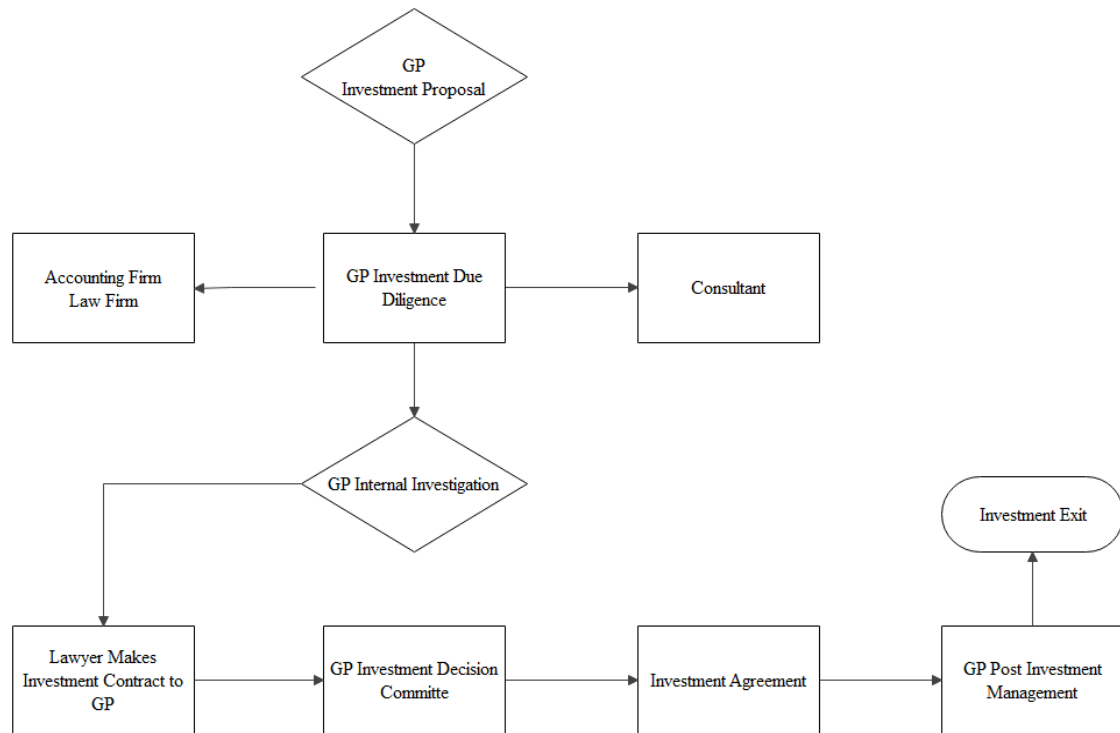 GP
Investment Proposal
Accounting Firm
Law Firm
GP Investment Due
Diligence
Consultant
GP Internal Investigation
Investment Exit
Lawyer Makes
Investment Contract to
GP
GP Investment Decision
Committe
Investment Agreement
GP Post Investment
Management